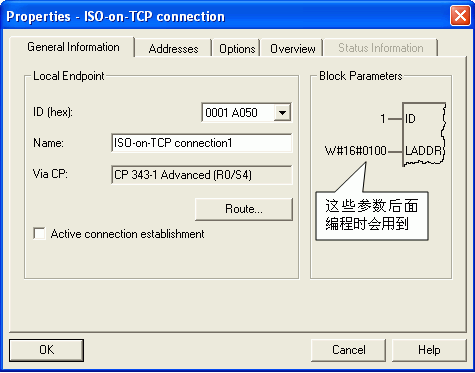 Properties - ISO-on-TCP connection
General Information
Addresses
Options
Overview
Status Information
Local Endpoint
ID (hex):
0001 A050
Name:
ISO-on-TCP connection1
Via CP:
CP 343-1 Advanced (R0/S4)
Route...
Active connection establishment
Block Parameters
1
ID
W#16#0100
LADDR
这些参数后面
编程时会用到
OK
Cancel
Help